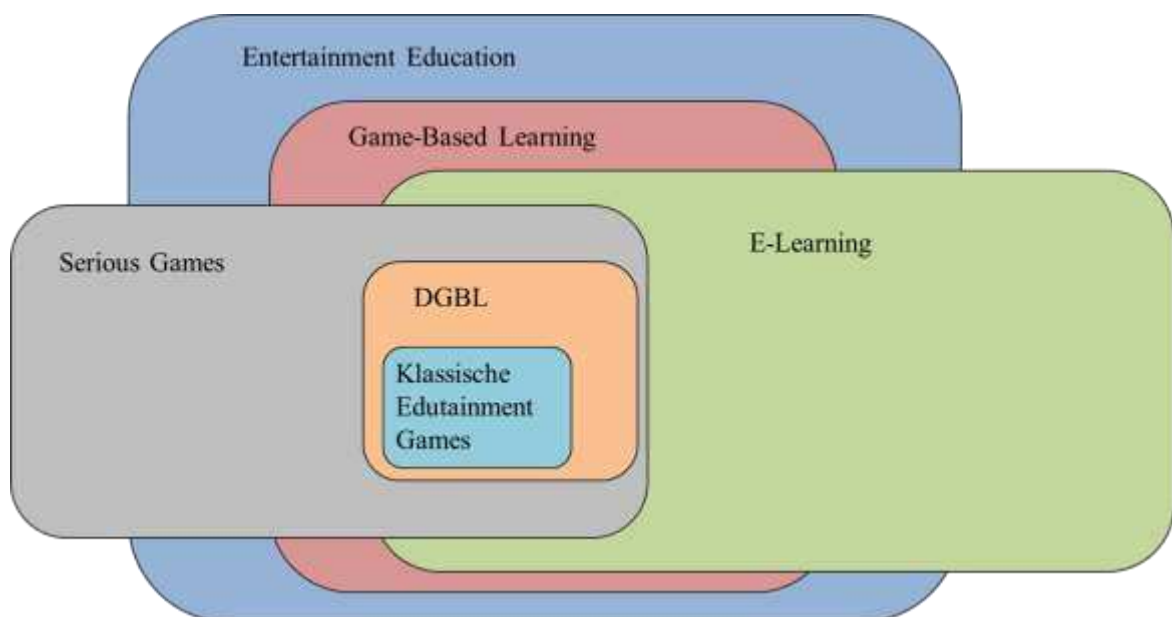 Entertainment Education
Game-Based Learning
E-Learning
Serious Games
DGBL
Klassische
Edutainment
Games